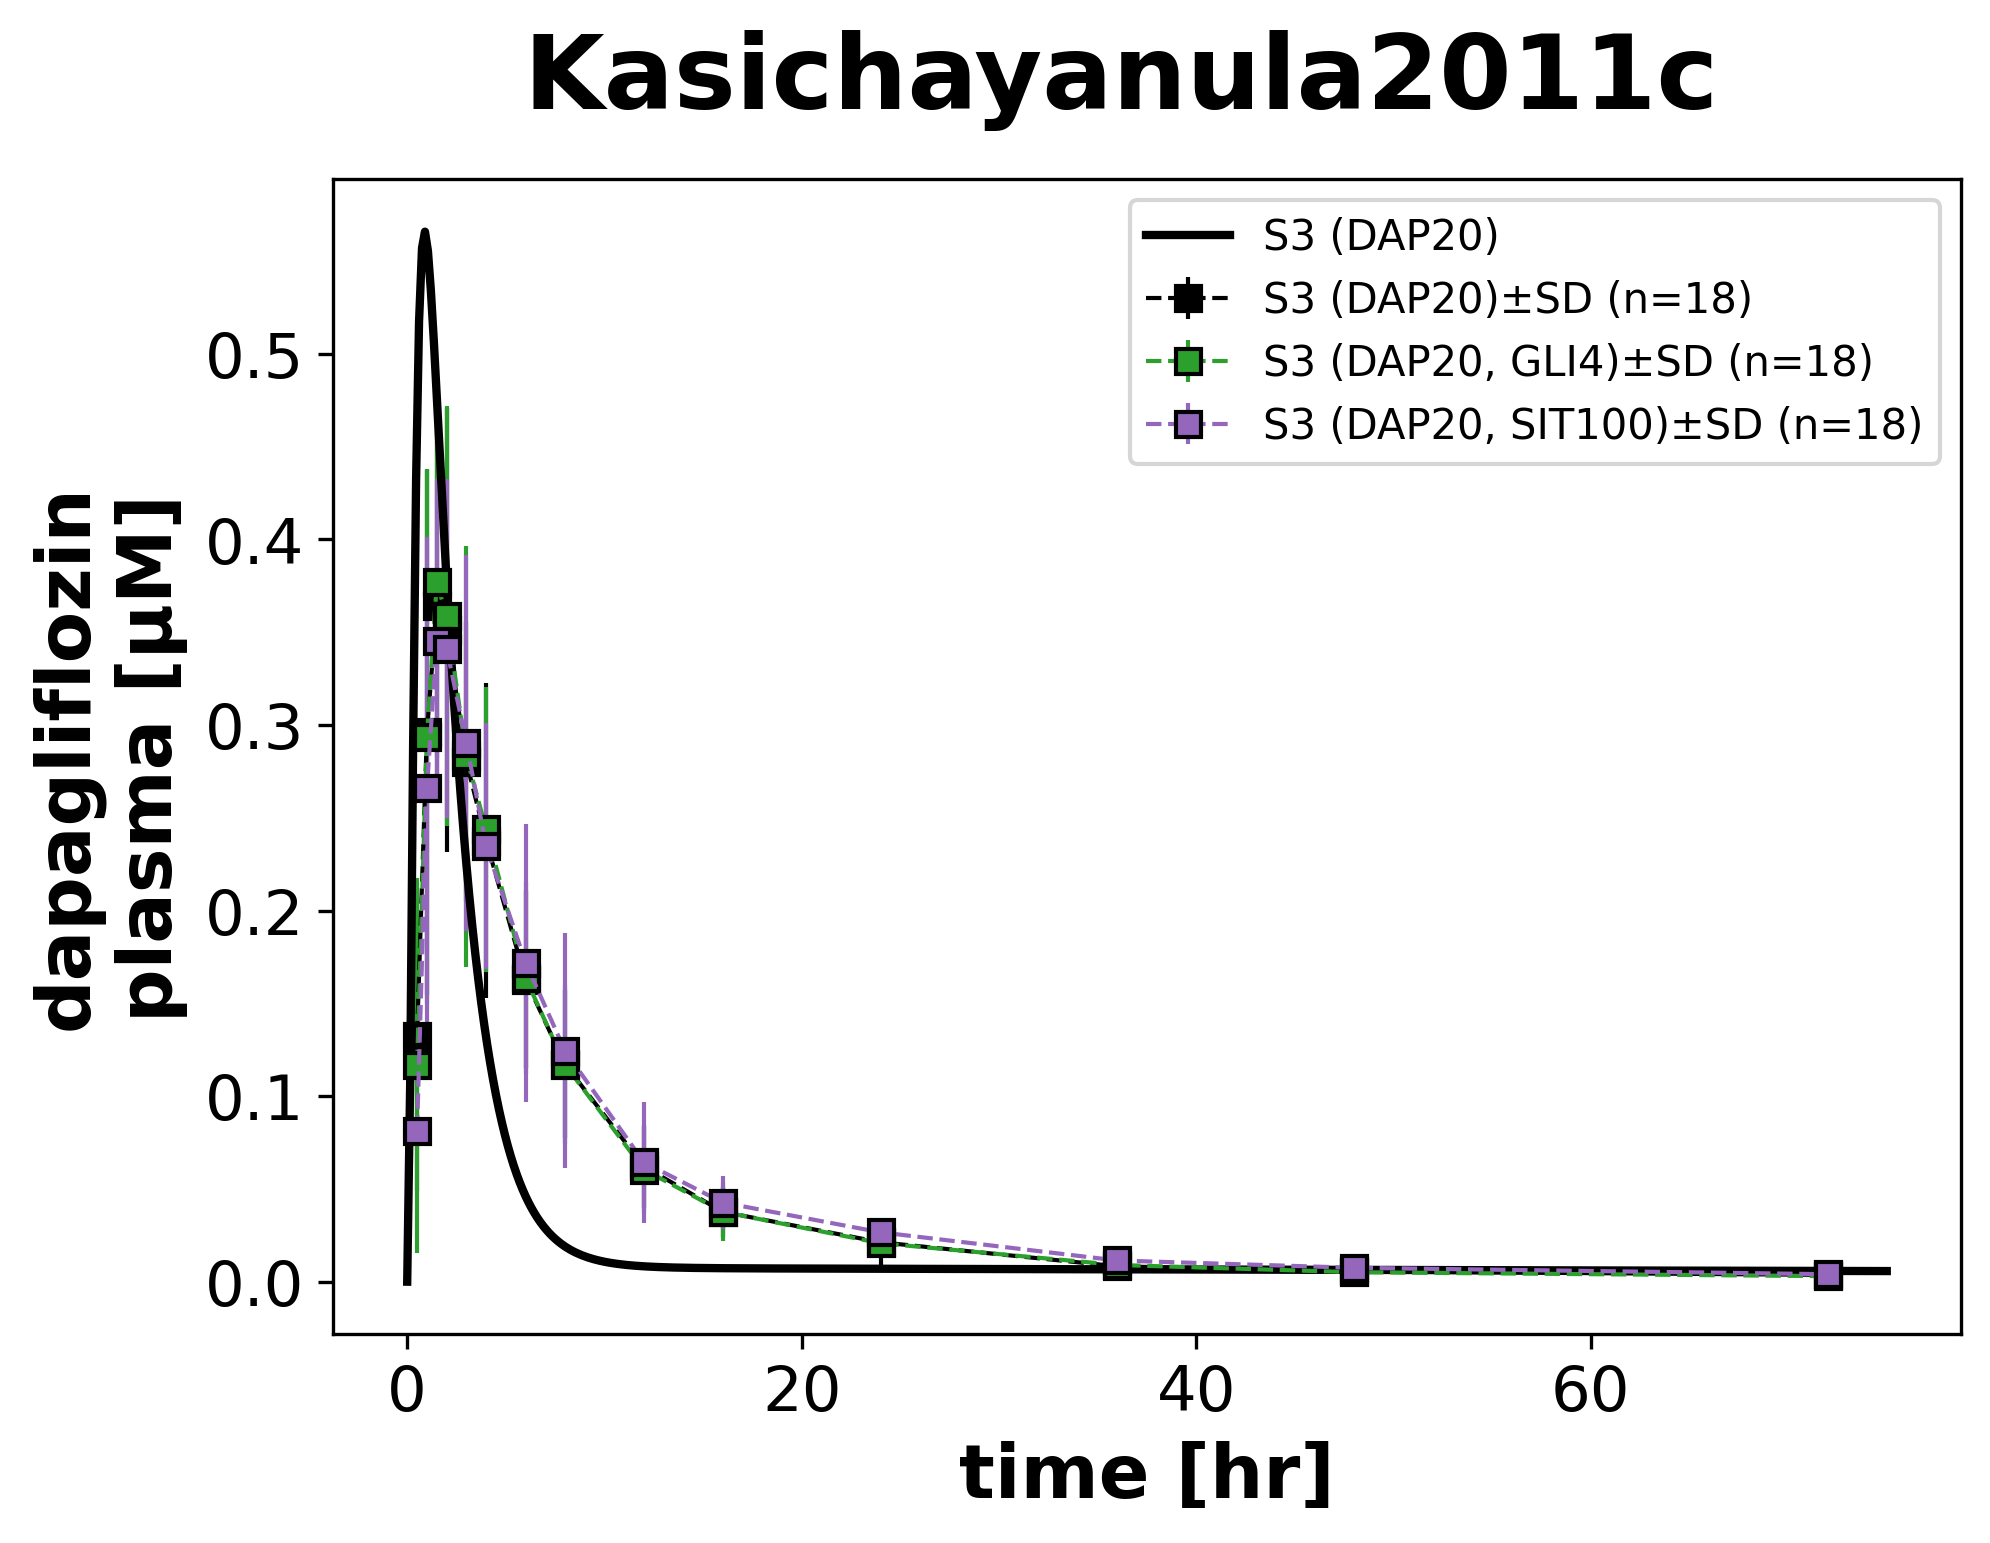 Kasichayanula2011c
S3 (DAP20)
S3 (DAP20)±SD (n=18)
S3 (DAP20, GLI4)±SD (n=18)
S3 (DAP20, SIT100)±SD (n=18)
dapagliflozin
plasma [μM]
0.5
0.4
0.3
0.2
0.1
0.0
0 20 40 60
time [hr]